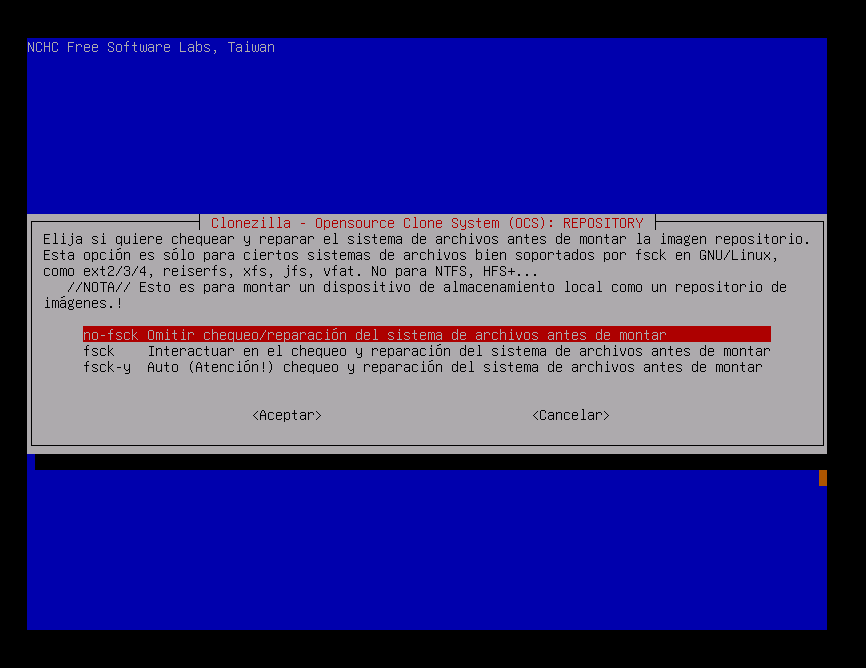 NCHC Free Software Labs, Taiwan
Clonezilla - Opensource Clone System (OCS): REPOSITORY
Elija si quiere chequear y reparar el sistema de archivos antes de montar la imagen repositorio.
Esta opción es sólo para ciertos sistemas de archivos bien soportados por fsck en GNU/Linux,
como ext2/3/4, reiserfs, xfs, jfs, vfat. No para NTFS, HFS+...
//NOTA// Esto es para montar un dispositivo de almacenamiento local como un repositorio de
imágenes.!
no-fsck Omitir chequeo/reparación del sistema de archivos antes de montar
fsck Interactuar en el chequeo y reparación del sistema de archivos antes de montar
fsck-y Auto (Atención!) chequeo y reparación del sistema de archivos antes de montar
<Aceptar> <Cancelar>